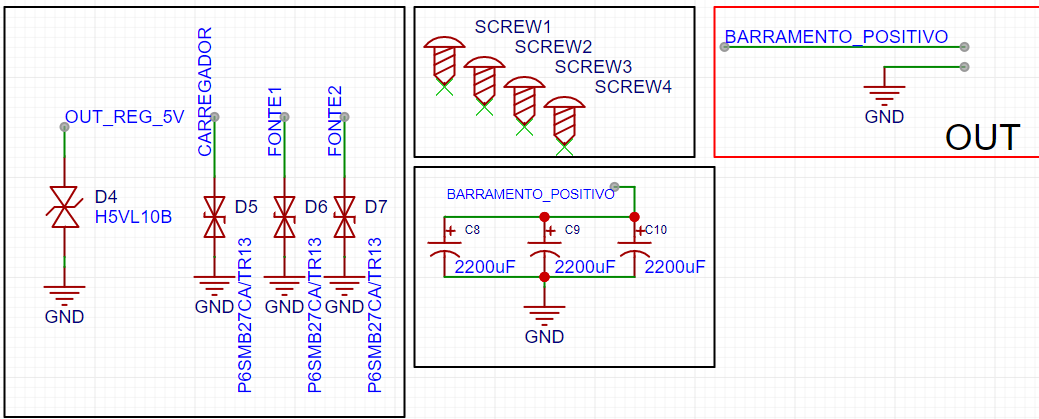 OUT_REG_5V
D4
H5VL10B
GND
CARREGADOR
D5
P6SMB27CA/TR13
GND
FONTE1
D6
P6SMB27CA/TR13
GND
FONTE2
D7
P6SMB27CA/TR13
GND
SCREW1
SCREW2
SCREW3
SCREW4
BARRAMENTO_POSITIVO
+ C8
2200uF
+ C9
2200uF
+ C10
2200uF
GND
BARRAMENTO_POSITIVO
GND
OUT